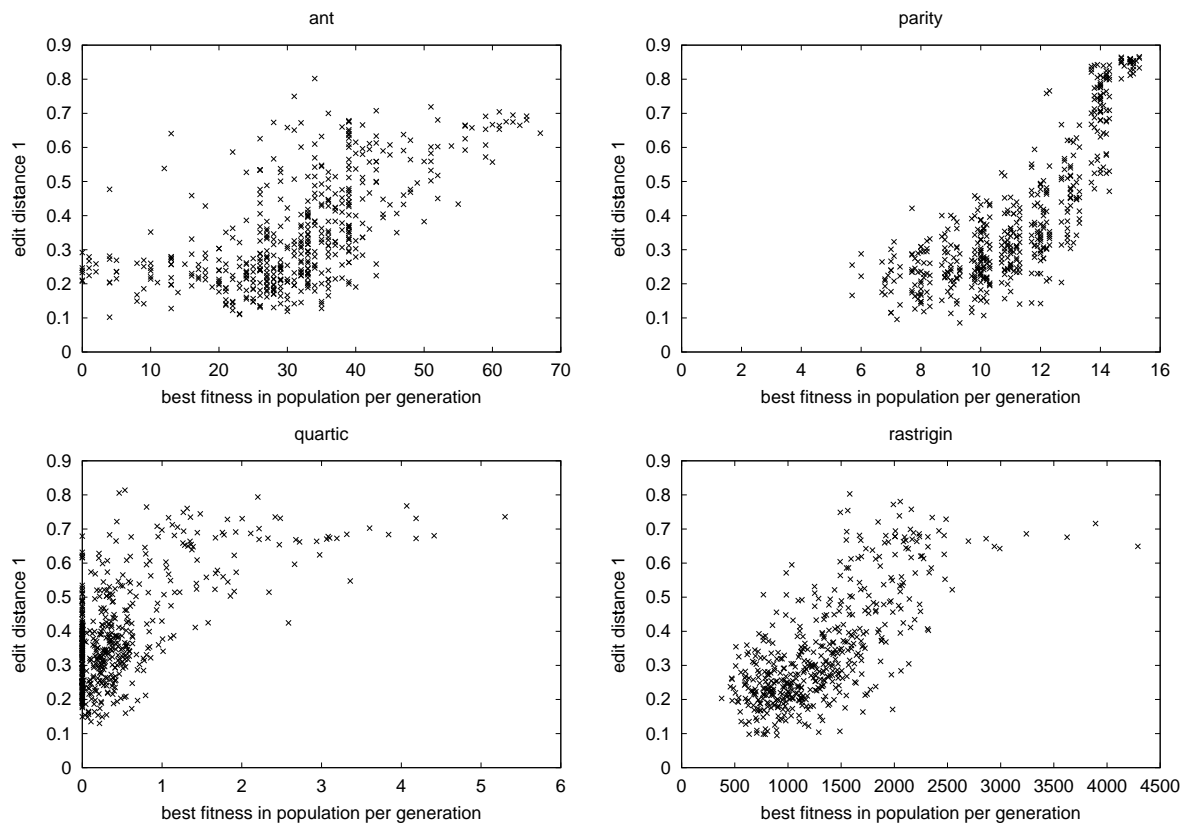 ant
0.9
0.8
0.7
0.6
0.5
0.4
0.3
0.2
0.1
0
edit distance 1
0 10 20 30 40 50 60 70
best fitness in population per generation
parity
0.9
0.8
0.7
0.6
0.5
0.4
0.3
0.2
0.1
0
edit distance 1
0 2 4 6 8 10 12 14 16
best fitness in population per generation
quartic
0.9
0.8
0.7
0.6
0.5
0.4
0.3
0.2
0.1
0
edit distance 1
0 1 2 3 4 5 6
best fitness in population per generation
rastrigin
0.9
0.8
0.7
0.6
0.5
0.4
0.3
0.2
0.1
0
edit distance 1
0 500 1000 1500 2000 2500 3000 3500 4000 4500
best fitness in population per generation